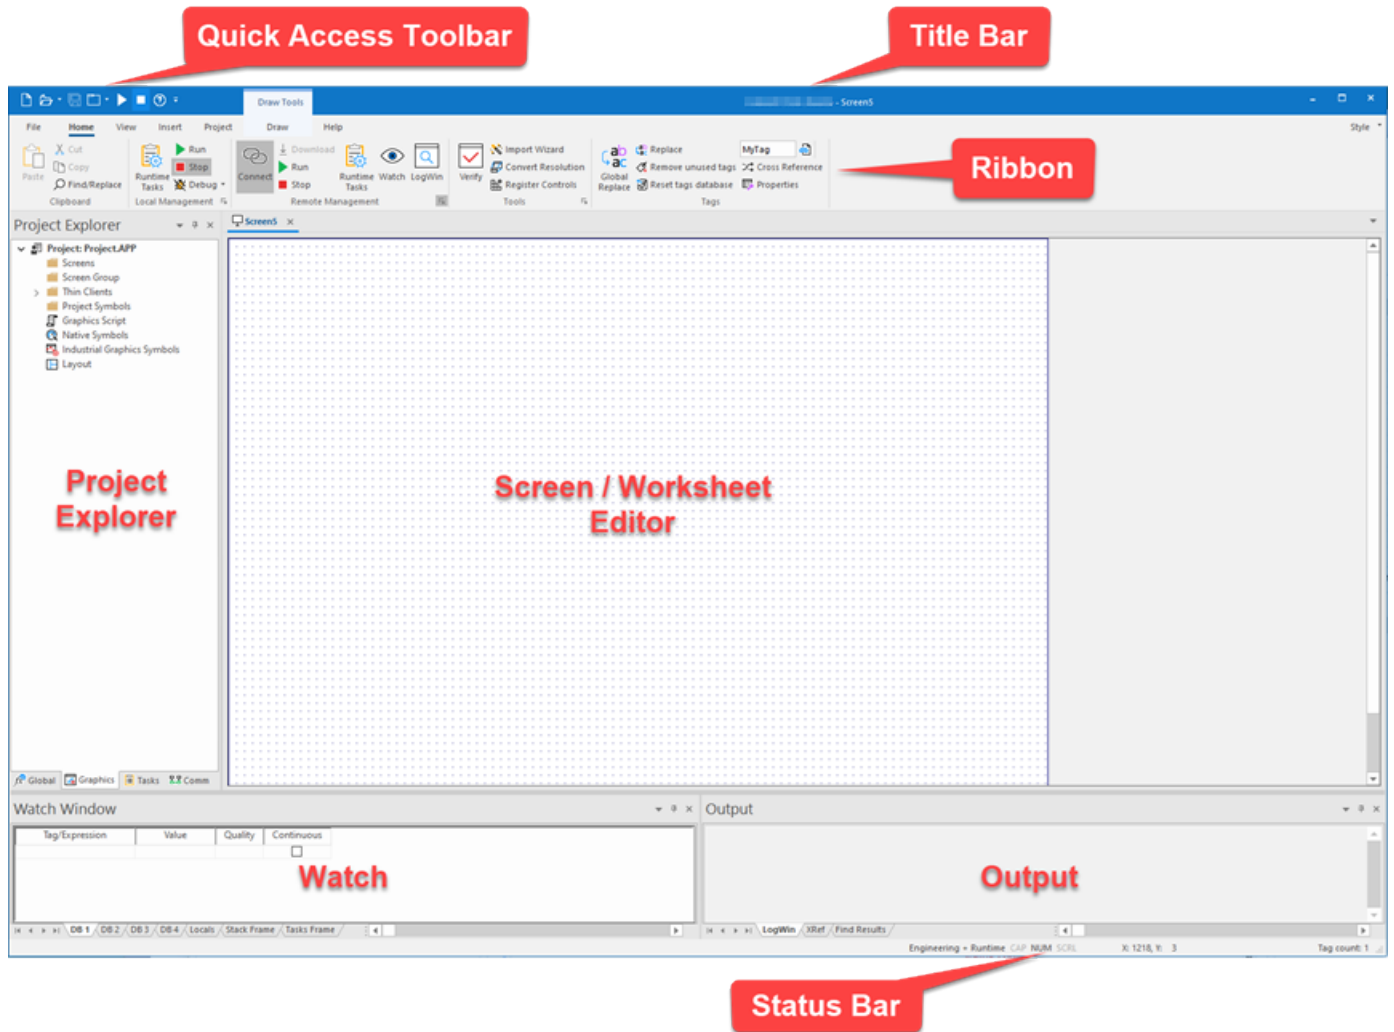 Quick Access Toolbar
Title Bar
Draw Tools
- Screen5
File Home View Insert Project Draw Help Style
Paste
Cut
Copy
Find/Replace
Clipboard
Runtime Tasks
Run
Stop
Debug
Local Management
Connect
Download
Run
Stop
Runtime Tasks
Watch
LogWin
Remote Management
Verify
Import Wizard
Convert Resolution
Register Controls
Tools
ab
ac
Global Replace
Replace
Remove unused tags
Reset tags database
MyTag
Cross Reference
Properties
Tags
Ribbon
Project Explorer
Screen5
Project: Project.APP
Screens
Screen Group
Thin Clients
Project Symbols
Graphics Script
Native Symbols
Industrial Graphics Symbols
Layout
Project
Explorer
Screen / Worksheet
Editor
Global Graphics Tasks Comm
Watch Window
Tag/Expression Value Quality Continuous
Watch
DB 1 DB 2 DB 3 DB 4 Locals Stack Frame Tasks Frame
Output
Output
LogWin XRef Find Results
Engineering + Runtime CAP NUM SCRL X: 1218, Y: 3 Tag count: 1
Status Bar